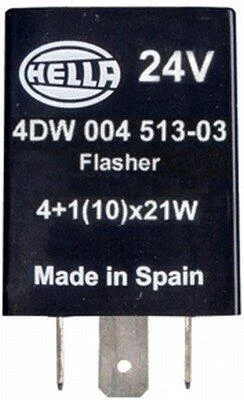 HELLA 24V
4DW 004 513-03
Flasher
4+1(10)x21W
Made in Spain